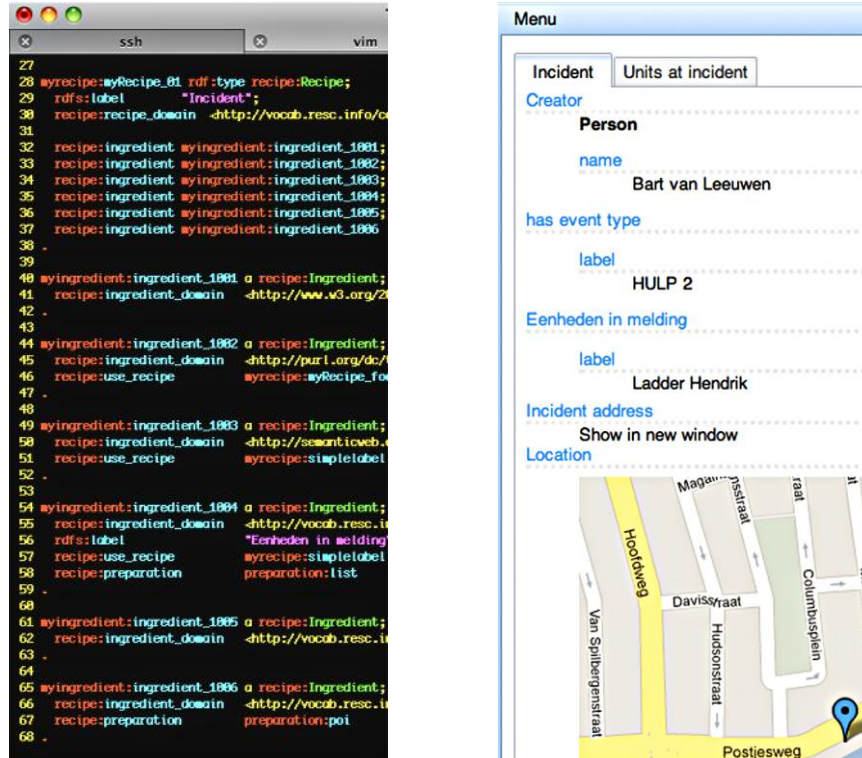 ssh
vim
27
28 myrecipe:myRecipe_01 rdf:type recipe:Recipe;
29 rdfs:label "Incident";
30 recipe:recipe_domain <http://vocab.resc.info/co
31
32 recipe:ingredient myingredient:ingredient_1001;
33 recipe:ingredient myingredient:ingredient_1002;
34 recipe:ingredient myingredient:ingredient_1003;
35 recipe:ingredient myingredient:ingredient_1004;
36 recipe:ingredient myingredient:ingredient_1005;
37 recipe:ingredient myingredient:ingredient_1006
38 .
39
40 myingredient:ingredient_1001 a recipe:Ingredient;
41 recipe:ingredient_domain <http://www.w3.org/20
42 .
43
44 myingredient:ingredient_1002 a recipe:Ingredient;
45 recipe:ingredient_domain <http://purl.org/dc/
46 recipe:use_recipe myrecipe:myRecipe_foa
47 .
48
49 myingredient:ingredient_1003 a recipe:Ingredient;
50 recipe:ingredient_domain <http://semanticweb.
51 recipe:use_recipe myrecipe:simplelabel
52 .
53
54 myingredient:ingredient_1004 a recipe:Ingredient;
55 recipe:ingredient_domain <http://vocab.resc.in
56 rdfs:label "Eenheden in melding"
57 recipe:use_recipe myrecipe:simplelabel
58 recipe:preparation preparation:list
59 .
60
61 myingredient:ingredient_1005 a recipe:Ingredient;
62 recipe:ingredient_domain <http://vocab.resc.in
63 .
64
65 myingredient:ingredient_1006 a recipe:Ingredient;
66 recipe:ingredient_domain <http://vocab.resc.in
67 recipe:preparation preparation:poi
68 .
Menu
Incident
Units at incident
Creator
Person
name
Bart van Leeuwen
has event type
label
HULP 2
Eenheden in melding
label
Ladder Hendrik
Incident address
Show in new window
Location
raat
Hoofdweg
Davisstraat
Columbusplein
Hudsonstraat
Van Spilbergenstraat
Postjesweg